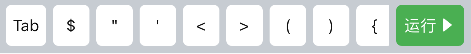 Tab $ " ' < > ( ) { 运行 ▶